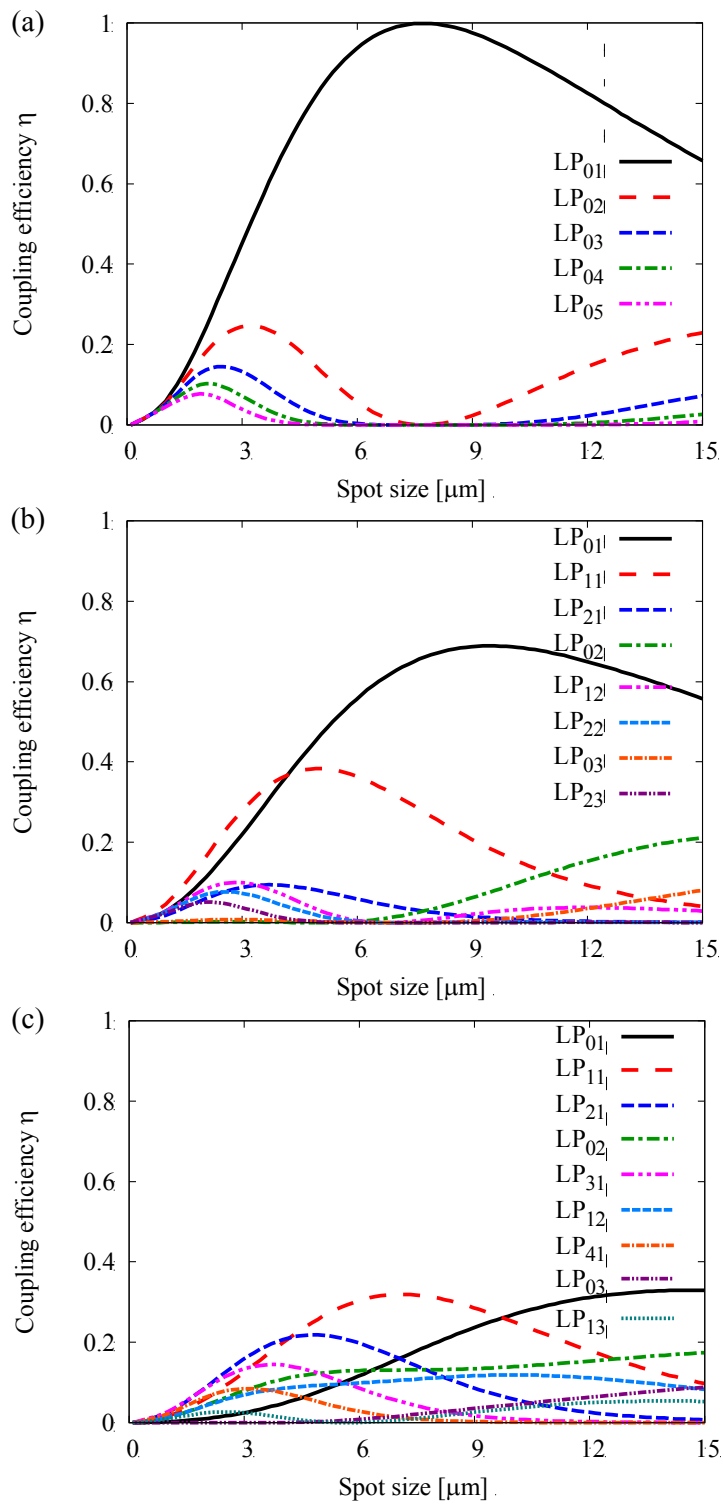 (a)
1
0.8
0.6
0.4
0.2
0
Coupling efficiency η
LP01
LP02
LP03
LP04
LP05
0 3 6 9 12 15
Spot size [μm]
(b)
1
0.8
0.6
0.4
0.2
0
Coupling efficiency η
LP01
LP11
LP21
LP02
LP12
LP22
LP03
LP23
0 3 6 9 12 15
Spot size [μm]
(c)
1
0.8
0.6
0.4
0.2
0
Coupling efficiency η
LP01
LP11
LP21
LP02
LP31
LP12
LP41
LP03
LP13
0 3 6 9 12 15
Spot size [μm]